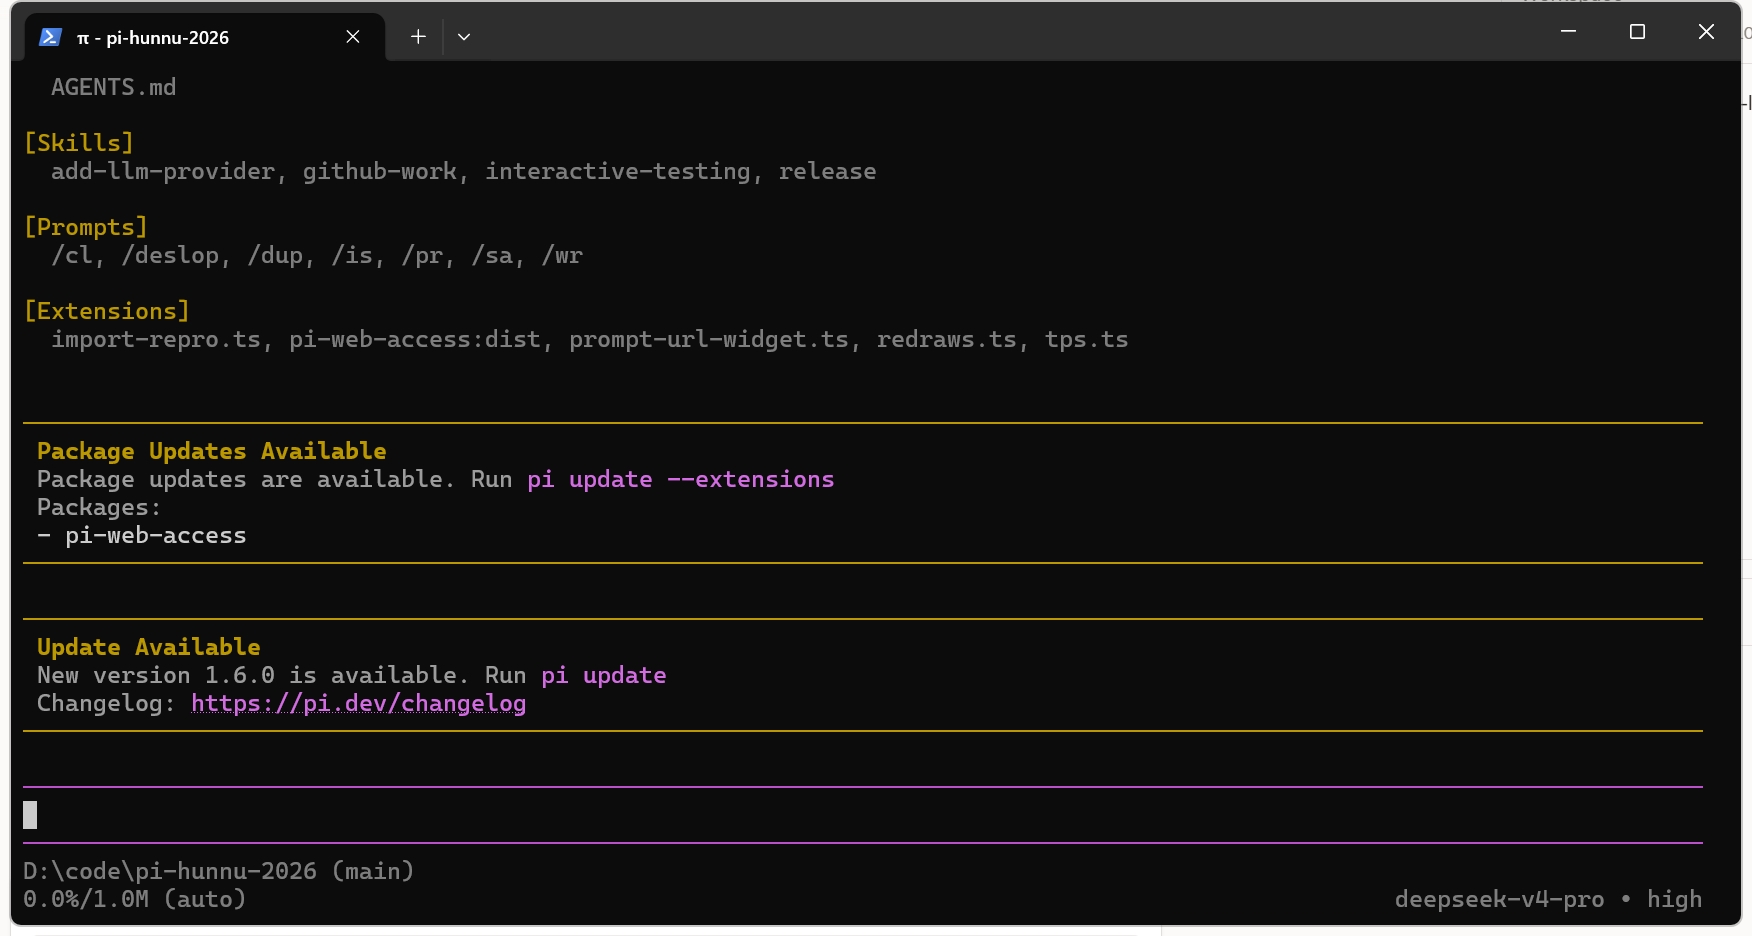 π - pi-hunnu-2026
AGENTS.md
[Skills]
add-llm-provider, github-work, interactive-testing, release
[Prompts]
/cl, /deslop, /dup, /is, /pr, /sa, /wr
[Extensions]
import-repro.ts, pi-web-access:dist, prompt-url-widget.ts, redraws.ts, tps.ts
Package Updates Available
Package updates are available. Run pi update --extensions
Packages:
- pi-web-access
Update Available
New version 1.6.0 is available. Run pi update
Changelog: https://pi.dev/changelog
D:\code\pi-hunnu-2026 (main)
0.0%/1.0M (auto) deepseek-v4-pro • high